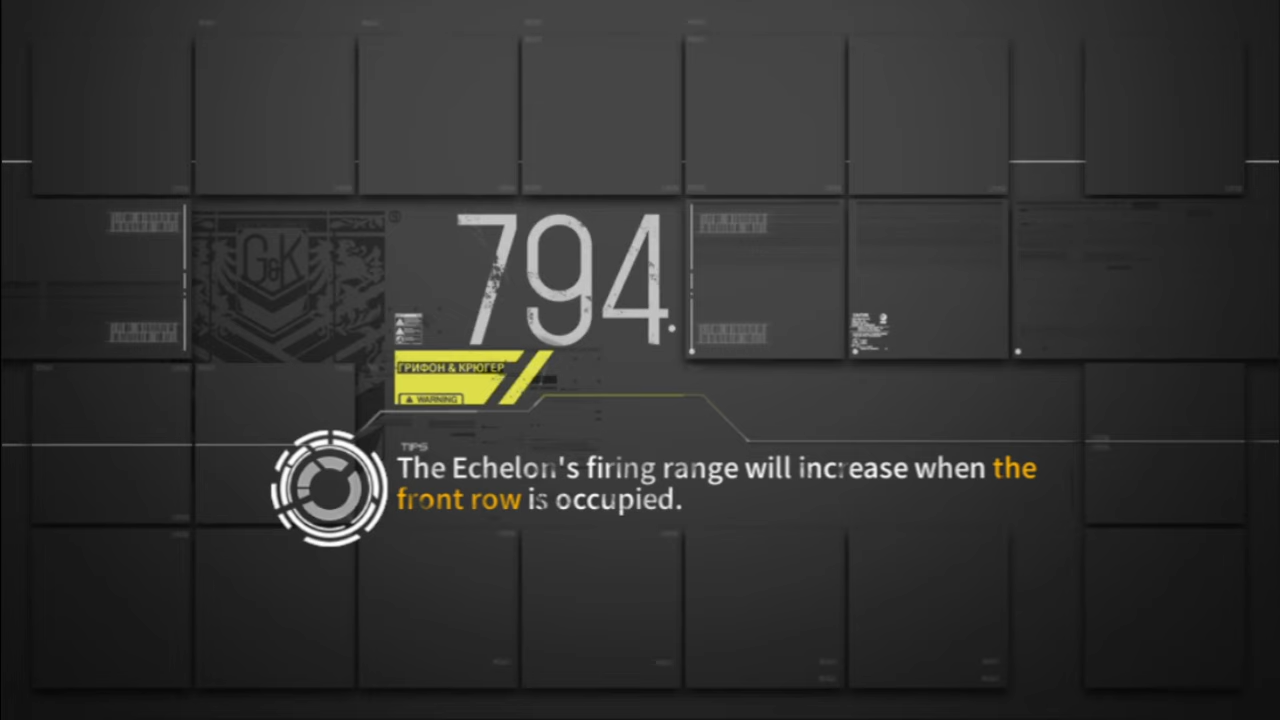 G&K
794.
ГРИФОН & КРЮГЕР
WARNING
TIPS
The Echelon's firing range will increase when the
front row is occupied.